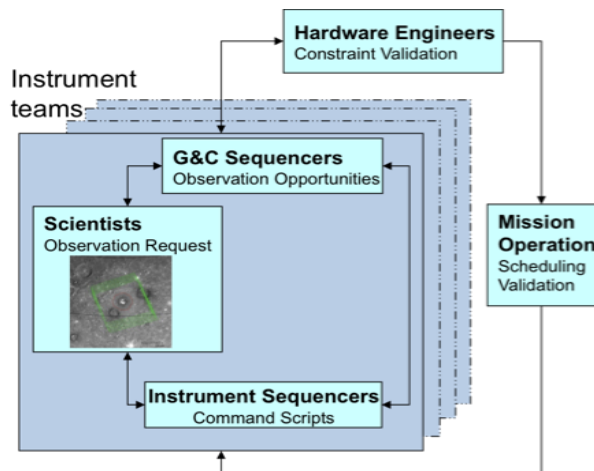 Hardware Engineers
Constraint Validation
Instrument
teams
G&C Sequencers
Observation Opportunities
Scientists
Observation Request
Mission
Operation
Scheduling
Validation
Instrument Sequencers
Command Scripts